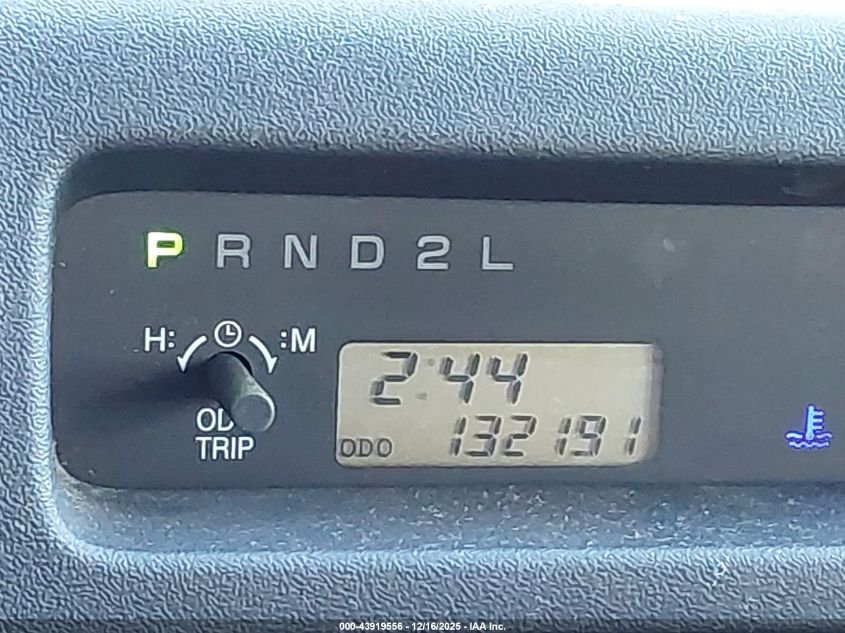 P R N D 2 L
H: :M
OD
TRIP
2:44
ODO 132191
000-43919556 - 12/16/2025 - IAA Inc.